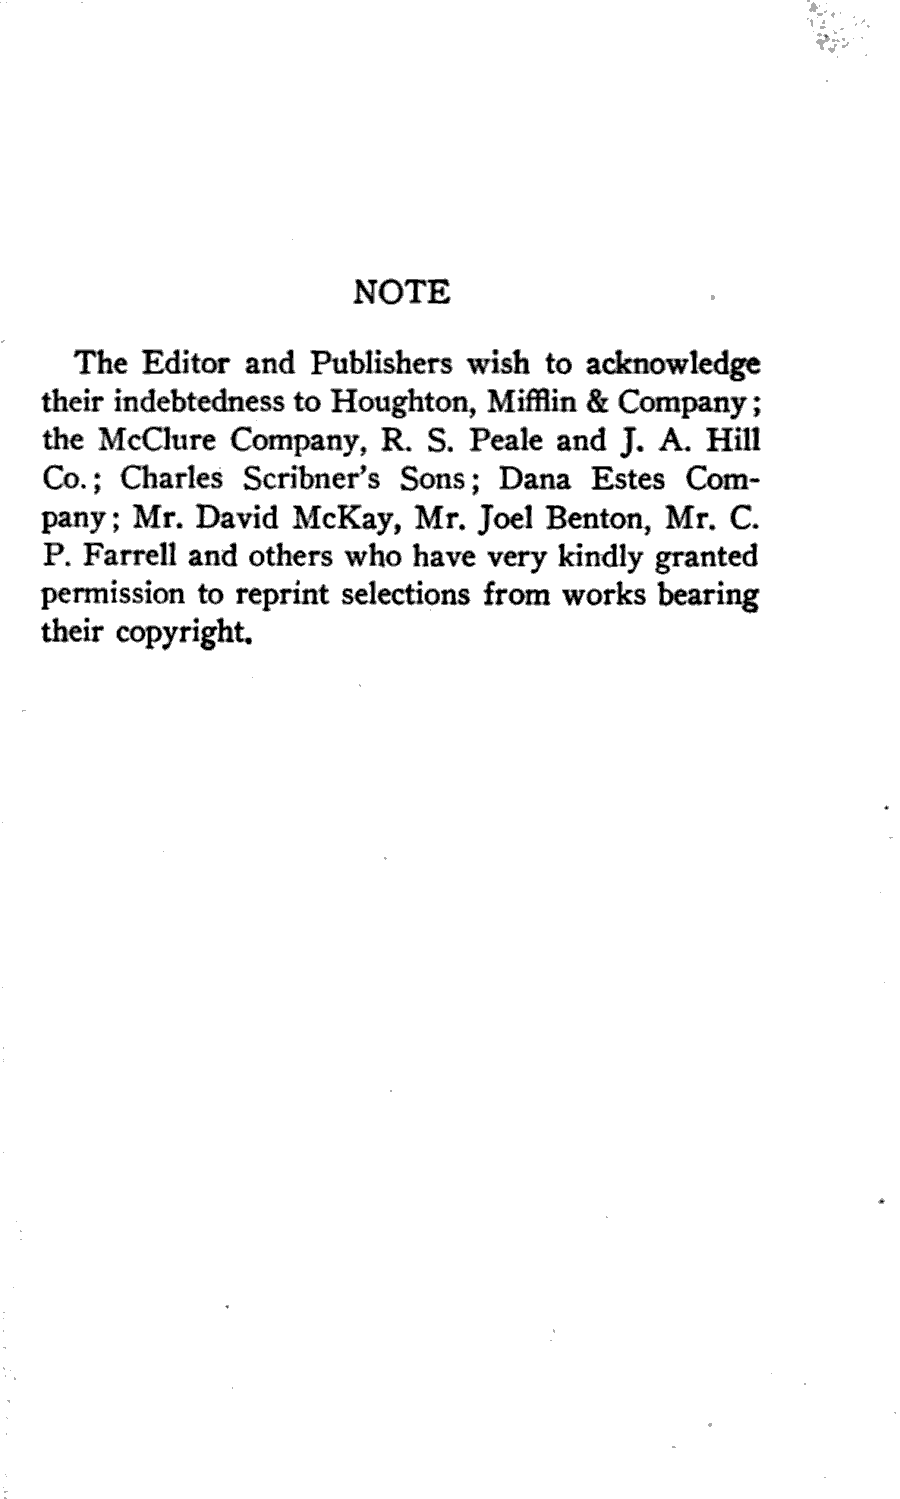 NOTE
The Editor and Publishers wish to acknowledge
their indebtedness to Houghton, Mifflin & Company;
the McClure Company, R. S. Peale and J. A. Hill
Co.; Charles Scribner's Sons; Dana Estes Com-
pany; Mr. David McKay, Mr. Joel Benton, Mr. C.
P. Farrell and others who have very kindly granted
permission to reprint selections from works bearing
their copyright.